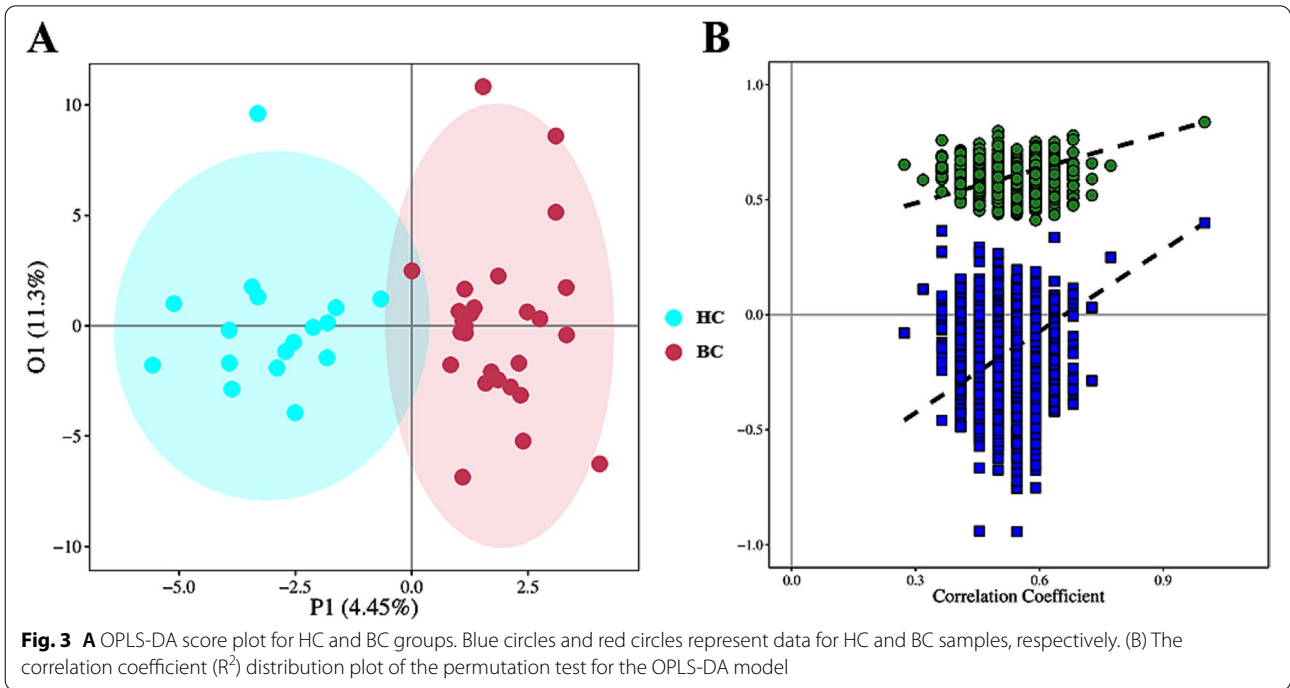 A
B
10
5
0
−5
−10
O1 (11.3%)
−5.0
−2.5
0.0
2.5
P1 (4.45%)
HC
BC
1.0
0.5
0.0
−0.5
−1.0
0.0
0.3
0.6
0.9
Correlation Coefficient
Fig. 3 A OPLS-DA score plot for HC and BC groups. Blue circles and red circles represent data for HC and BC samples, respectively. (B) The
correlation coefficient (R²) distribution plot of the permutation test for the OPLS-DA model